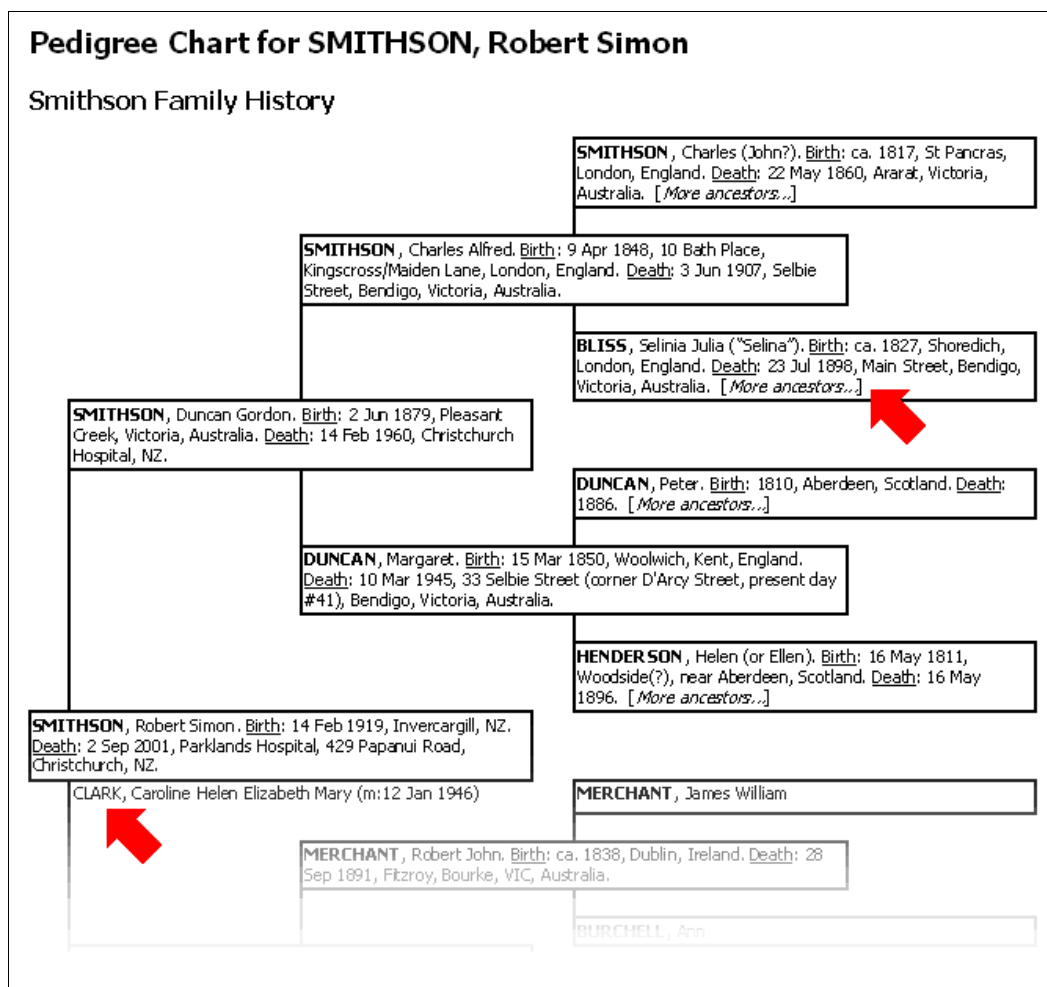 Pedigree Chart for SMITHSON, Robert Simon
Smithson Family History
SMITHSON, Charles (John?). Birth: ca. 1817, St Pancras,
London, England. Death: 22 May 1860, Ararat, Victoria,
Australia. [More ancestors...]
SMITHSON, Charles Alfred. Birth: 9 Apr 1848, 10 Bath Place,
Kingscross/Maiden Lane, London, England. Death: 3 Jun 1907, Selbie
Street, Bendigo, Victoria, Australia.
BLISS, Selinia Julia ("Selina"). Birth: ca. 1827, Shoredich,
London, England. Death: 23 Jul 1898, Main Street, Bendigo,
Victoria, Australia. [More ancestors...]
SMITHSON, Duncan Gordon. Birth: 2 Jun 1879, Pleasant
Creek, Victoria, Australia. Death: 14 Feb 1960, Christchurch
Hospital, NZ.
DUNCAN, Peter. Birth: 1810, Aberdeen, Scotland. Death:
1886. [More ancestors...]
DUNCAN, Margaret. Birth: 15 Mar 1850, Woolwich, Kent, England.
Death: 10 Mar 1945, 33 Selbie Street (corner D'Arcy Street, present day
#41), Bendigo, Victoria, Australia.
HENDERSON, Helen (or Ellen). Birth: 16 May 1811,
Woodside(?), near Aberdeen, Scotland. Death: 16 May
1896. [More ancestors...]
SMITHSON, Robert Simon. Birth: 14 Feb 1919, Invercargill, NZ.
Death: 2 Sep 2001, Parklands Hospital, 429 Papanui Road,
Christchurch, NZ.
CLARK, Caroline Helen Elizabeth Mary (m:12 Jan 1946)
MERCHANT, James William
MERCHANT, Robert John. Birth: ca. 1838, Dublin, Ireland. Death: 28
Sep 1891, Fitzroy, Bourke, VIC, Australia.
BURCHELL, Ann